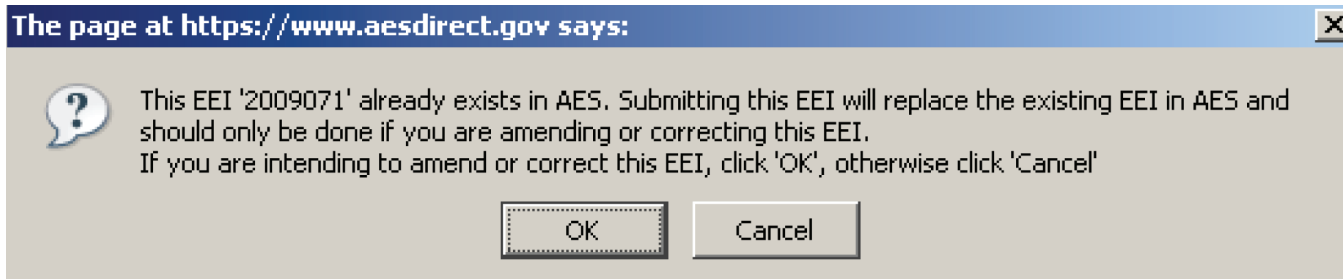 The page at https://www.aesdirect.gov says:
This EEI '2009071' already exists in AES. Submitting this EEI will replace the existing EEI in AES and
should only be done if you are amending or correcting this EEI.
If you are intending to amend or correct this EEI, click 'OK', otherwise click 'Cancel'
OK
Cancel